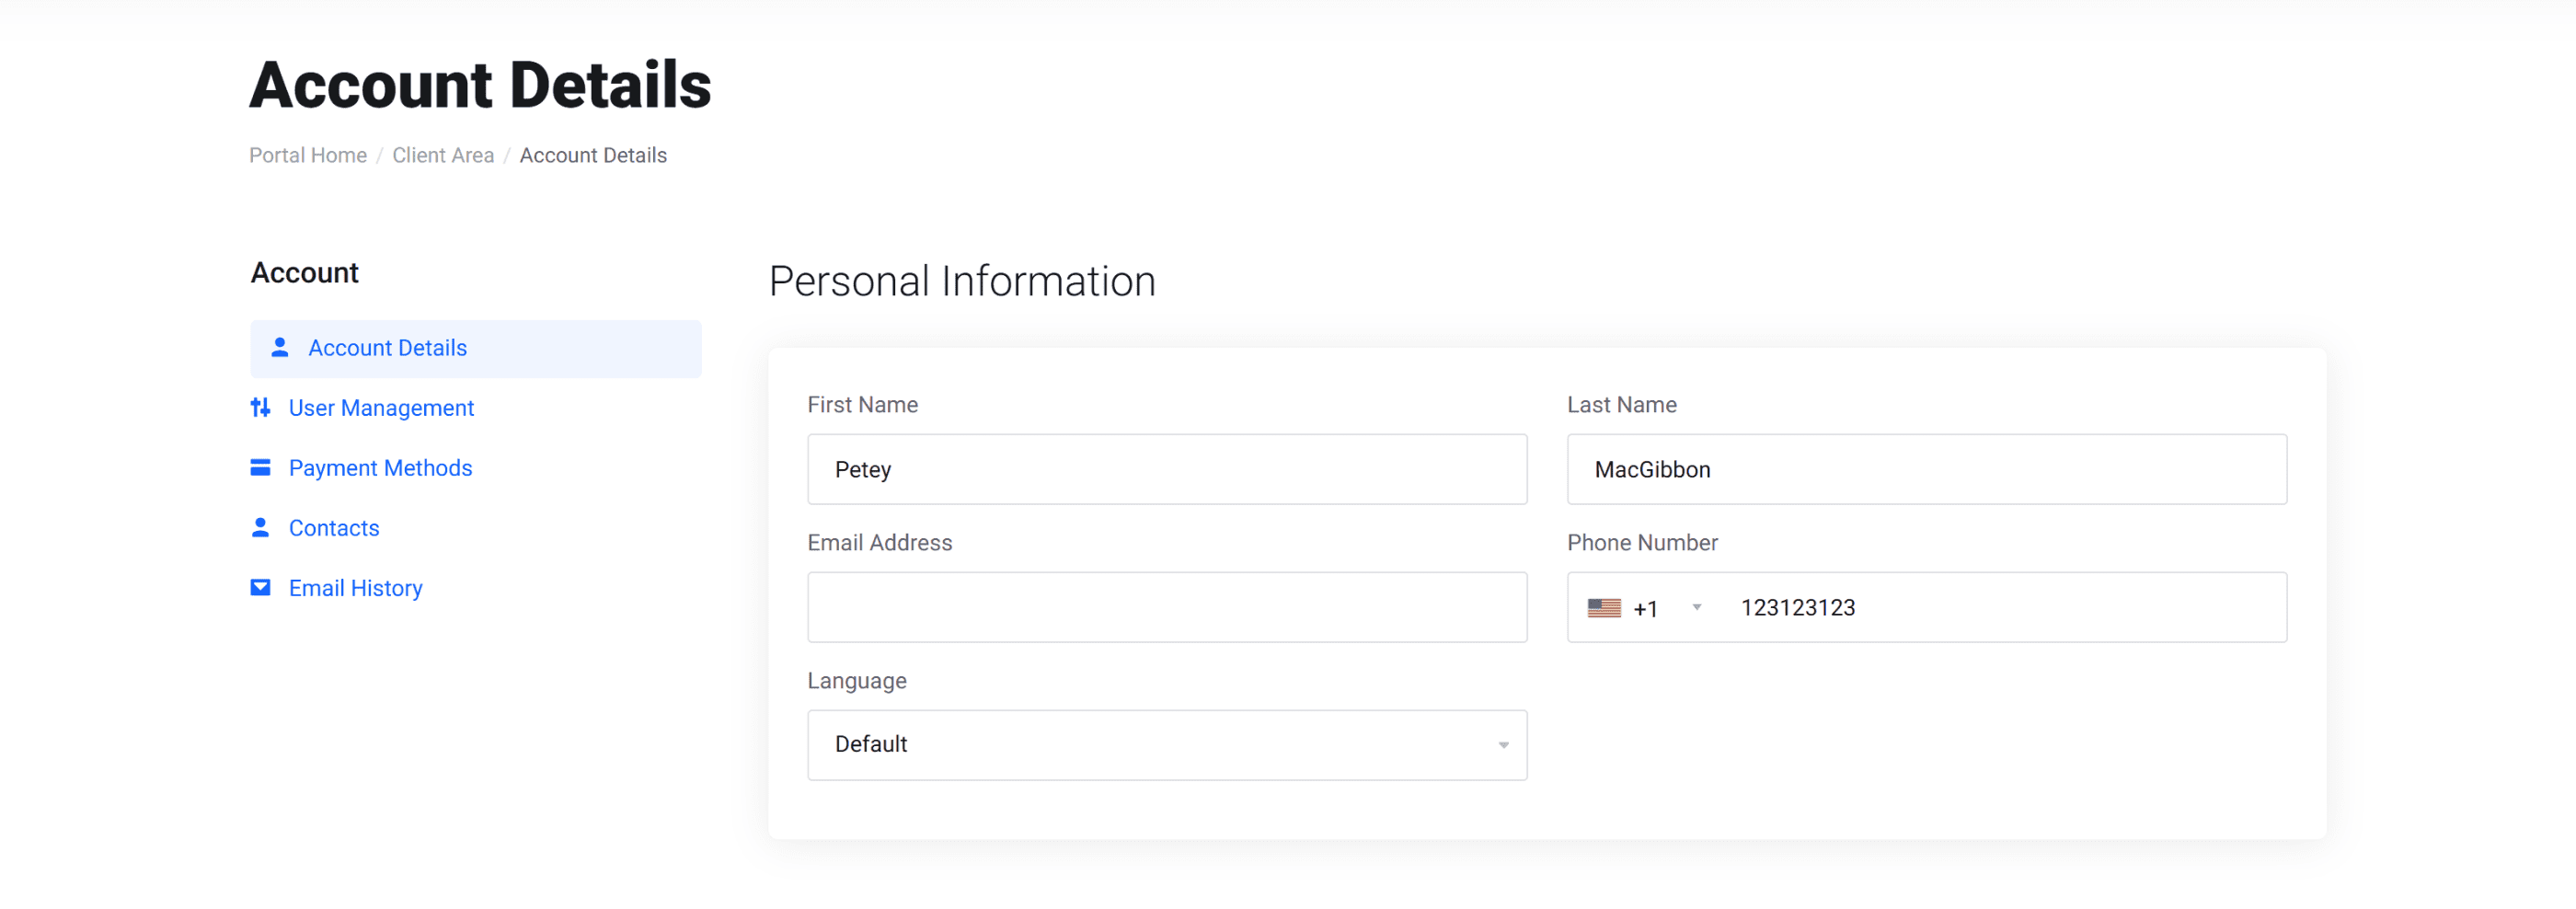 Account Details
Portal Home / Client Area / Account Details
Account
Account Details
User Management
Payment Methods
Contacts
Email History
Personal Information
First Name
Last Name
Petey
MacGibbon
Email Address
Phone Number
+1 123123123
Language
Default